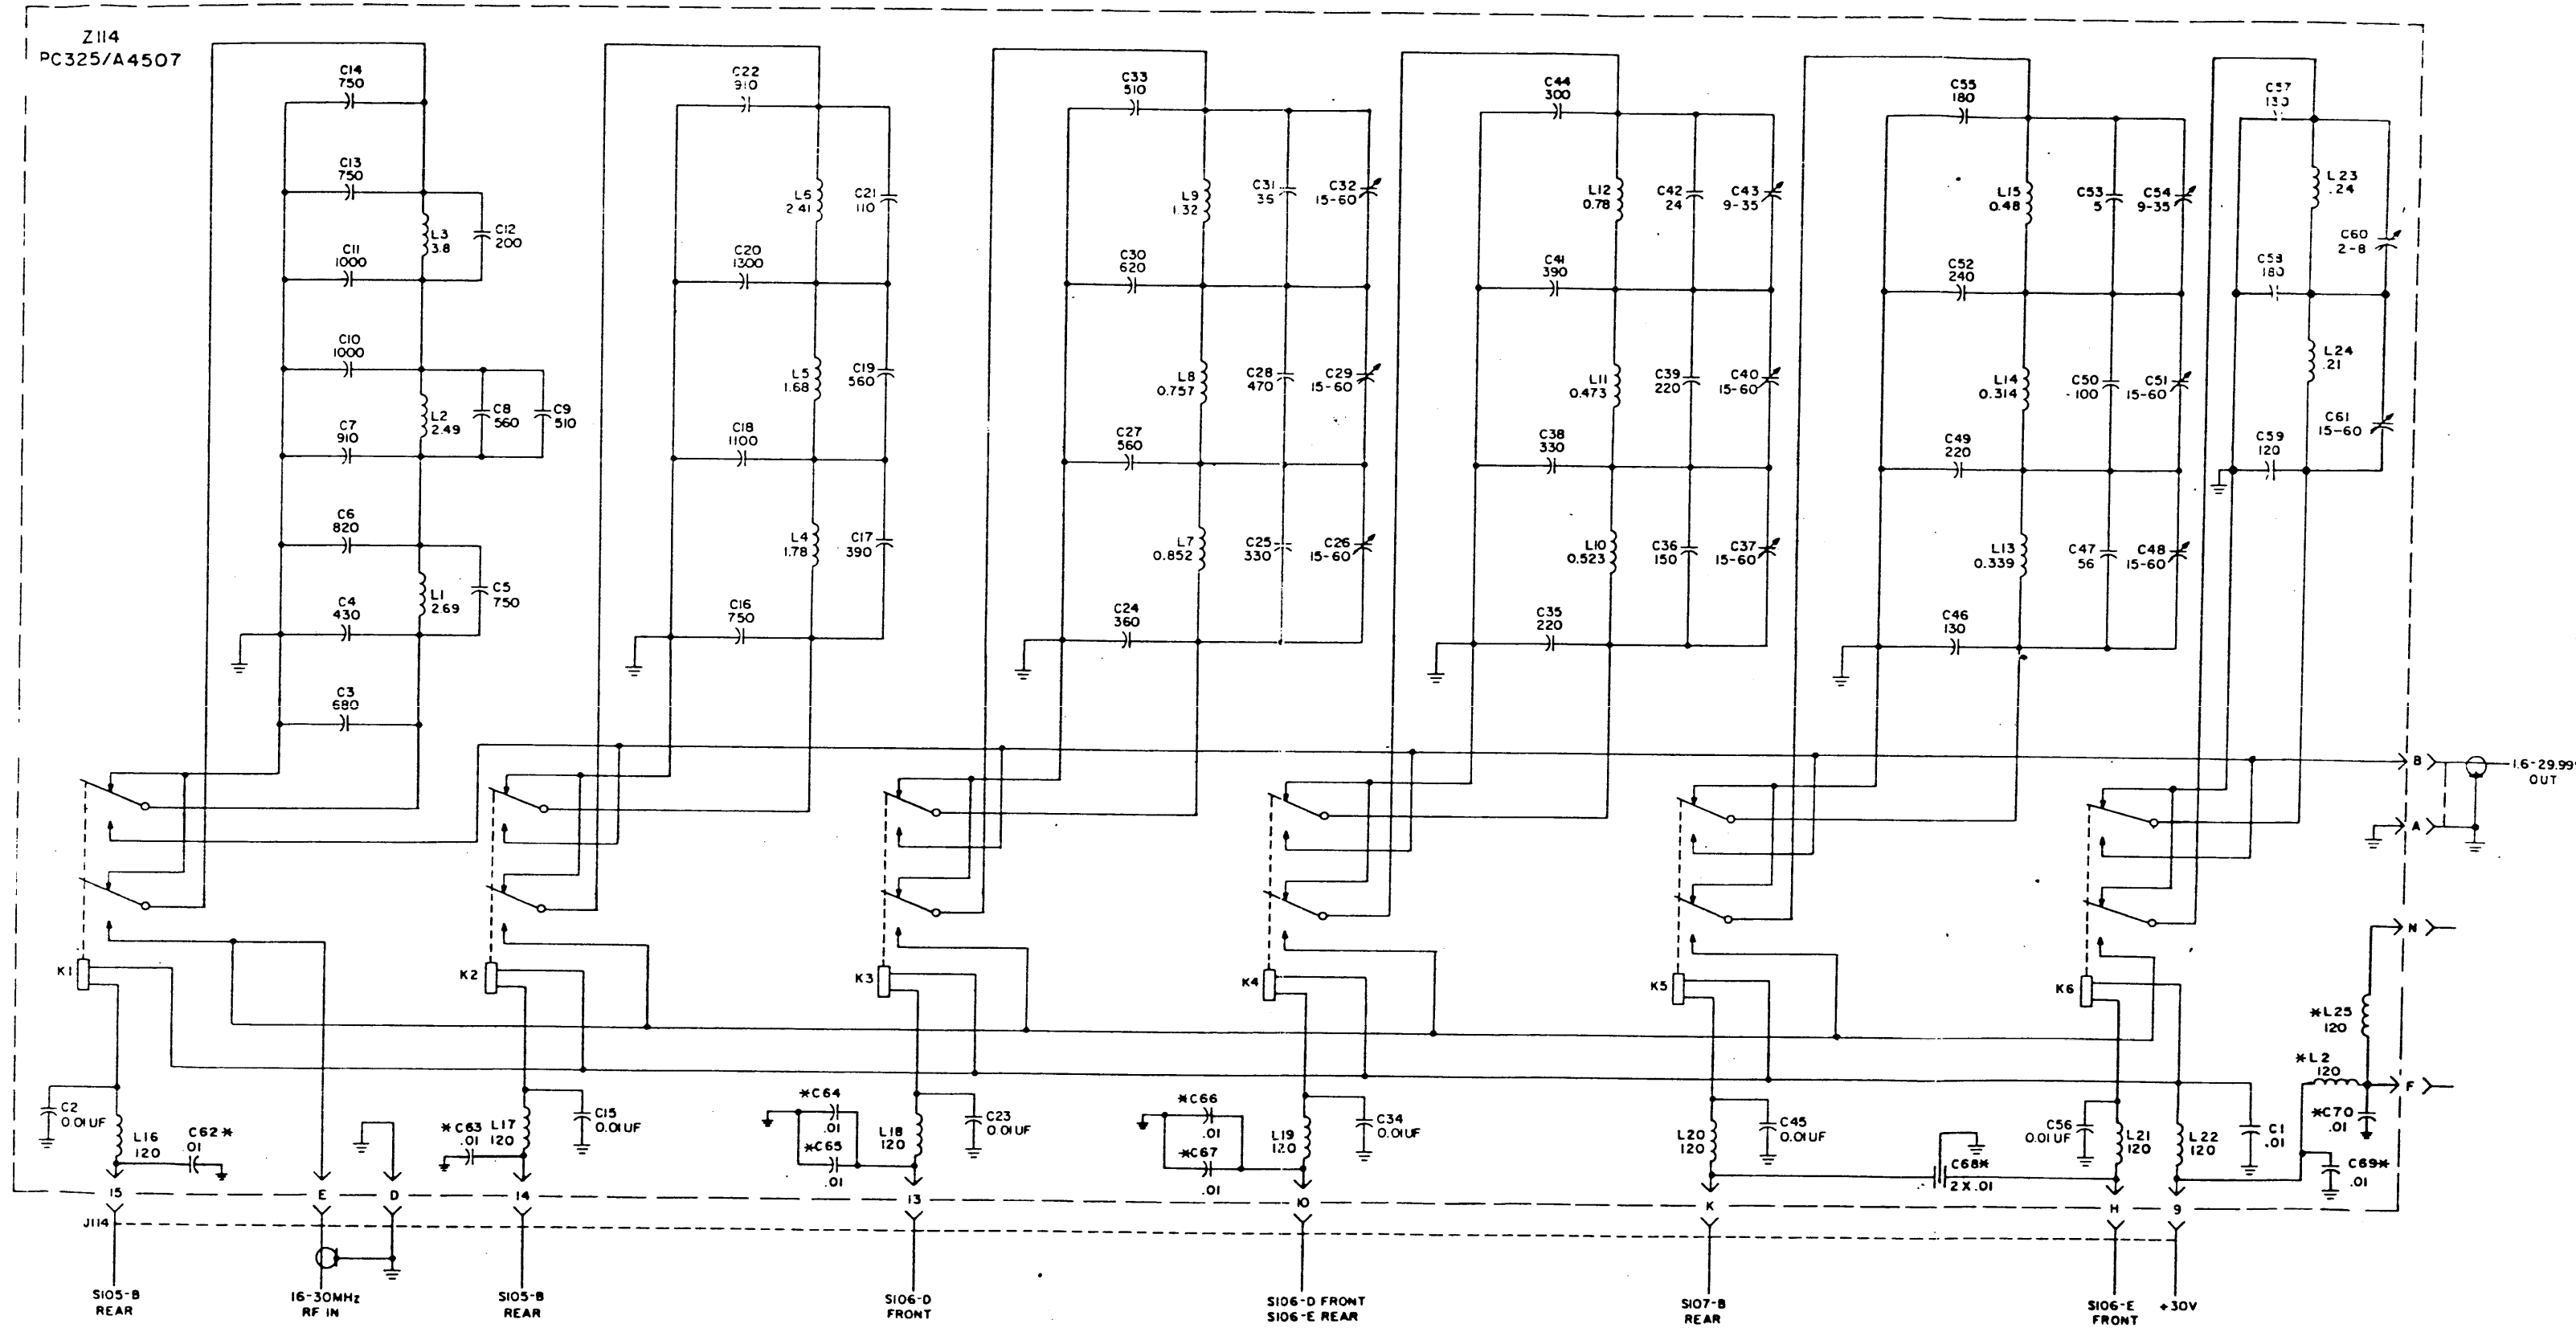 Z114
PC325/A4507
C14
750
C13
750
L3
3.8
C12
200
C11
1000
C10
1000
L2
2.49
C8
560
C9
510
C7
910
C6
820
L1
2.69
C5
750
C4
430
C3
680
C22
910
L6
2.41
C21
110
C20
1300
L5
1.68
C19
560
C18
1100
L4
1.78
C17
390
C16
750
C33
510
L9
1.32
C31
36
C32
15-60
C30
620
L8
0.757
C28
470
C29
15-60
C27
560
L7
0.852
C25
330
C26
15-60
C24
360
C44
300
L12
0.78
C42
24
C43
9-35
C41
390
L11
0.473
C39
220
C40
15-60
C38
330
L10
0.523
C36
150
C37
15-60
C35
220
C55
180
L15
0.48
C53
5
C54
9-35
C52
240
L14
0.314
C50
100
C51
15-60
C49
220
L13
0.339
C47
56
C48
15-60
C46
130
C57
130
L23
.24
C60
2-8
C58
180
L24
.21
C61
15-60
C59
120
B
1.6-29.99
OUT
A
N
F
K1
K2
K3
K4
K5
K6
*L25
120
*L2
120
*C70
.01
C69*
.01
C2
0.01UF
L16
120
C62*
.01
*C63
.01
L17
120
C15
0.01UF
*C64
.01
*C65
.01
L18
120
C23
0.01UF
*C66
.01
*C67
.01
L19
120
C34
0.01UF
L20
120
C45
0.01UF
C68*
2X.01
C56
0.01UF
L21
120
L22
120
C1
.01
15
E
D
14
13
10
K
H
9
J114
S105-B
REAR
16-30MHz
RF IN
S105-B
REAR
S106-D
FRONT
S106-D FRONT
S106-E REAR
S107-B
REAR
S106-E
FRONT
+30V